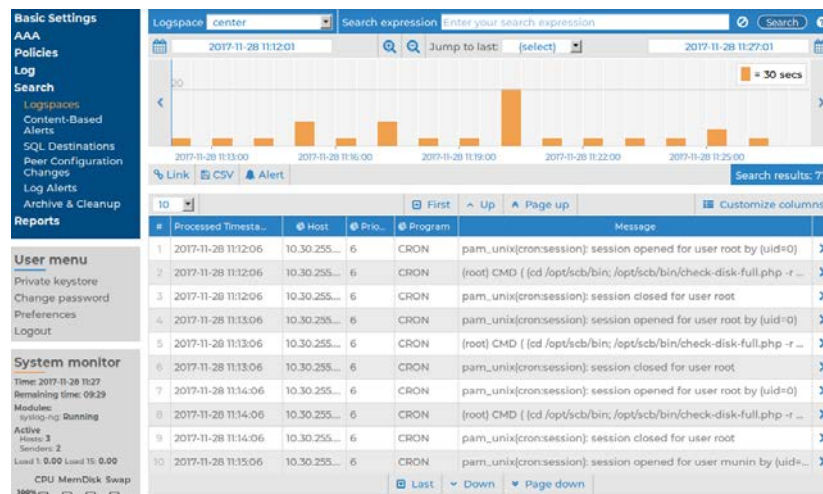 Basic Settings
AAA
Policies
Log
Search
Logspaces
Content-Based
Alerts
SQL Destinations
Peer Configuration
Changes
Log Alerts
Archive & Cleanup
Reports
User menu
Private keystore
Change password
Preferences
Logout
System monitor
Time: 2017-11-28 11:27
Remaining time: 09:29
Modules:
syslog-ng: Running
Active
Hosts: 3
Senders: 2
Load 1: 0.00 Load 15: 0.00
CPU Mem Disk Swap
100%
Logspace center Search expression Enter your search expression Search
2017-11-28 11:12:01 Jump to last: (select) 2017-11-28 11:27:01
= 30 secs
20
2017-11-28 11:13:00 2017-11-28 11:16:00 2017-11-28 11:19:00 2017-11-28 11:22:00 2017-11-28 11:25:00
Link CSV Alert Search results:
10 First Up Page up Customize columns
# Processed Timesta... Host Prio... Program Message
1 2017-11-28 11:12:06 10.30.255.... 6 CRON pam_unix(cron:session): session opened for user root by (uid=0)
2 2017-11-28 11:12:06 10.30.255.... 6 CRON (root) CMD ( (cd /opt/scb/bin; /opt/scb/bin/check-disk-full.php -r ...
3 2017-11-28 11:12:06 10.30.255.... 6 CRON pam_unix(cron:session): session closed for user root
4 2017-11-28 11:13:06 10.30.255.... 6 CRON pam_unix(cron:session): session opened for user root by (uid=0)
5 2017-11-28 11:13:06 10.30.255.... 6 CRON (root) CMD ( (cd /opt/scb/bin; /opt/scb/bin/check-disk-full.php -r ...
6 2017-11-28 11:13:06 10.30.255.... 6 CRON pam_unix(cron:session): session closed for user root
7 2017-11-28 11:14:06 10.30.255.... 6 CRON pam_unix(cron:session): session opened for user root by (uid=0)
8 2017-11-28 11:14:06 10.30.255.... 6 CRON (root) CMD ( (cd /opt/scb/bin; /opt/scb/bin/check-disk-full.php -r ...
9 2017-11-28 11:14:06 10.30.255.... 6 CRON pam_unix(cron:session): session closed for user root
10 2017-11-28 11:15:06 10.30.255.... 6 CRON pam_unix(cron:session): session opened for user munin by (uid=...
Last Down Page down